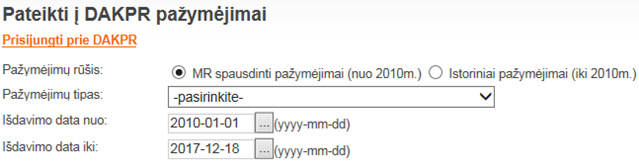 Pateikti į DAKPR pažymėjimai
Prisijungti prie DAKPR
Pažymėjimų rūšis: MR spausdinti pažymėjimai (nuo 2010m.) Istoriniai pažymėjimai (iki 2010m.)
Pažymėjimų tipas: -pasirinkite-
Išdavimo data nuo: 2010-01-01 ... (yyyy-mm-dd)
Išdavimo data iki: 2017-12-18 ... (yyyy-mm-dd)